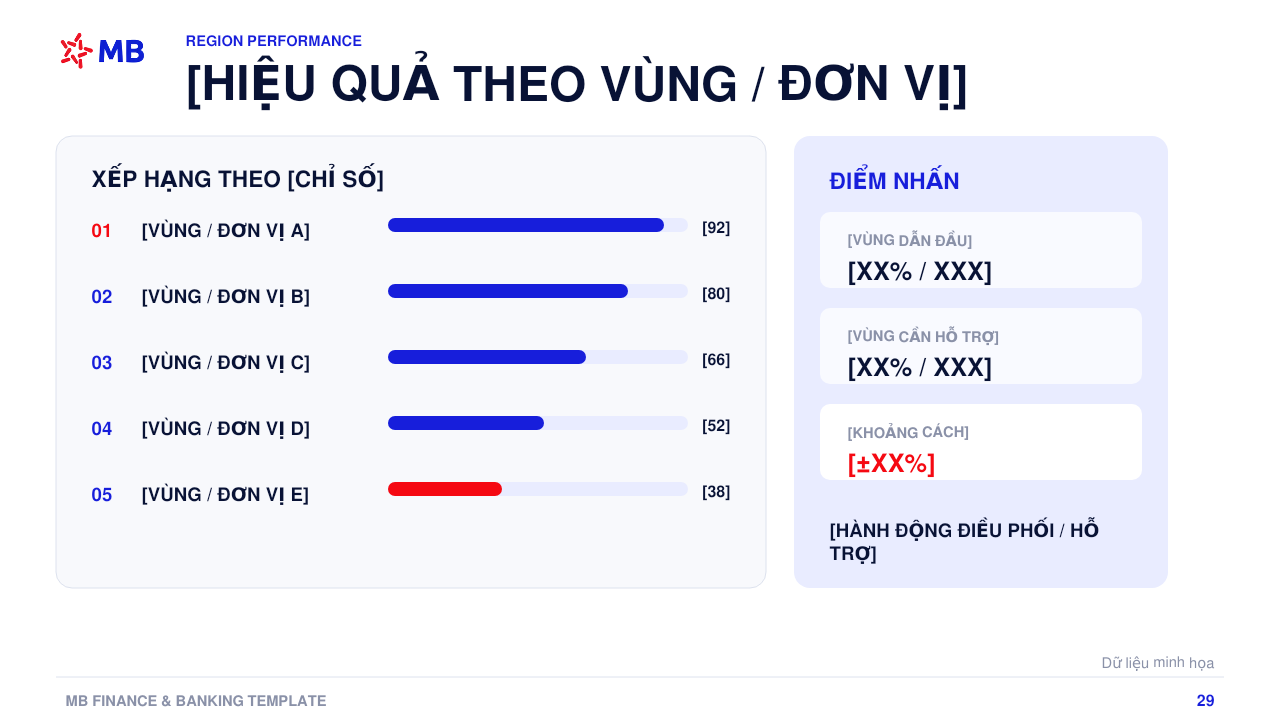 MB
REGION PERFORMANCE
[HIỆU QUẢ THEO VÙNG / ĐƠN VỊ]
XẾP HẠNG THEO [CHỈ SỐ]
01 [VÙNG / ĐƠN VỊ A] [92]
02 [VÙNG / ĐƠN VỊ B] [80]
03 [VÙNG / ĐƠN VỊ C] [66]
04 [VÙNG / ĐƠN VỊ D] [52]
05 [VÙNG / ĐƠN VỊ E] [38]
ĐIỂM NHẤN
[VÙNG DẪN ĐẦU]
[XX% / XXX]
[VÙNG CẦN HỖ TRỢ]
[XX% / XXX]
[KHOẢNG CÁCH]
[±XX%]
[HÀNH ĐỘNG ĐIỀU PHỐI / HỖ
TRỢ]
Dữ liệu minh họa
MB FINANCE & BANKING TEMPLATE
29